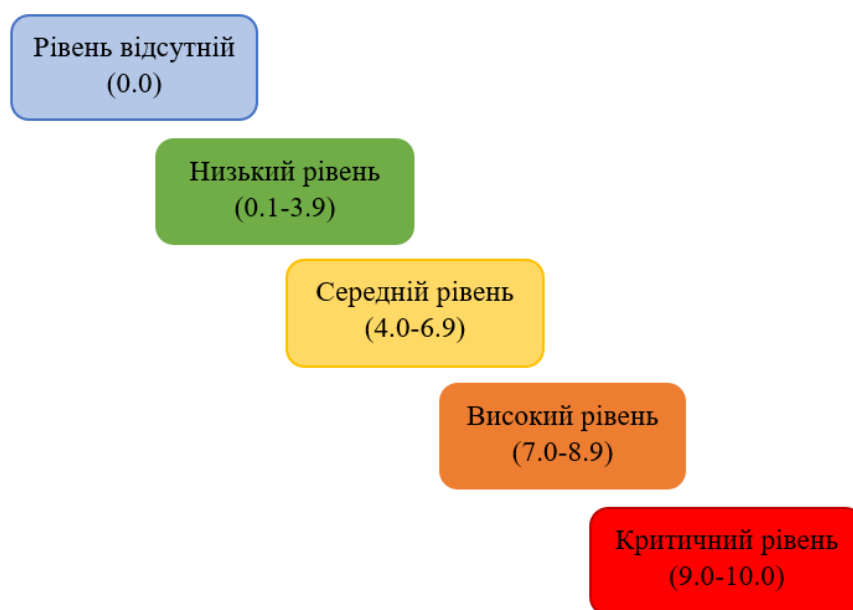 Рівень відсутній
(0.0)
Низький рівень
(0.1-3.9)
Середній рівень
(4.0-6.9)
Високий рівень
(7.0-8.9)
Критичний рівень
(9.0-10.0)